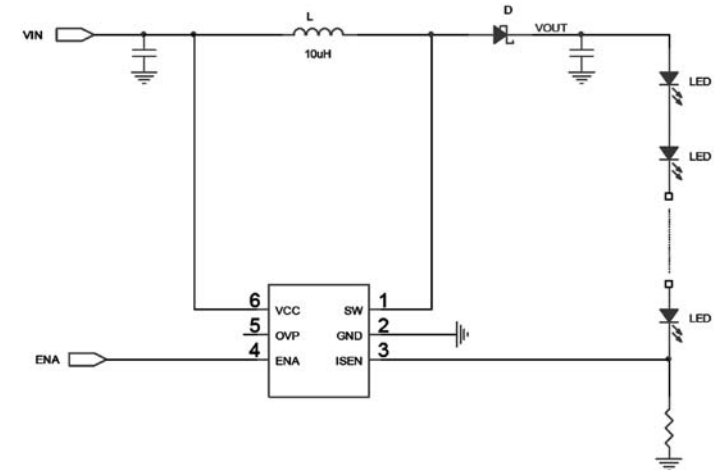 L
D
VIN
VOUT
10uH
LED
LED
LED
6 VCC SW 1
5 OVP GND 2
4 ENA ISEN 3
ENA